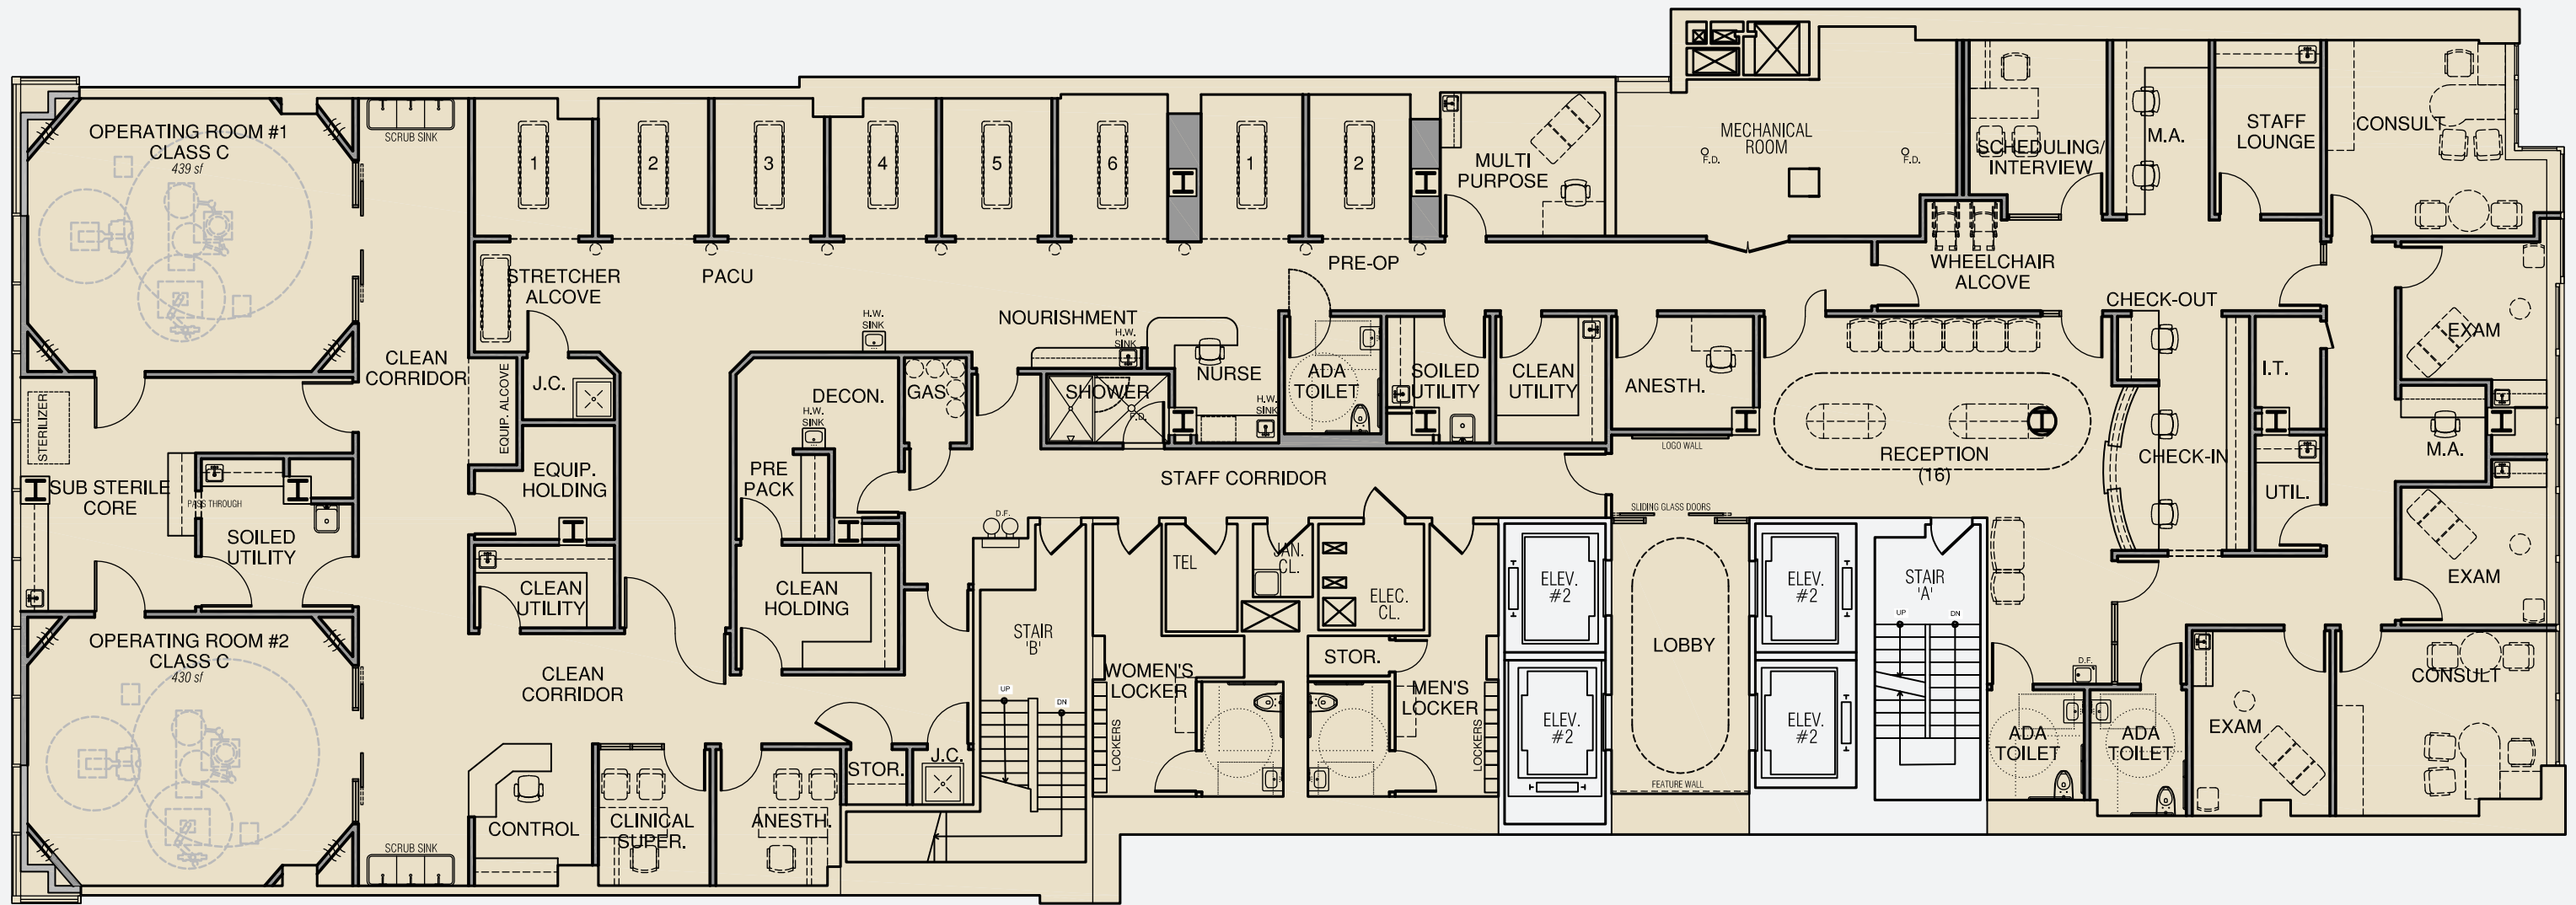 OPERATING ROOM #1
CLASS C
439 sf
SCRUB SINK
1
2
3
4
5
6
1
2
MULTI
PURPOSE
MECHANICAL
ROOM
F.D.
F.D.
SCHEDULING/
INTERVIEW
M.A.
STAFF
LOUNGE
CONSULT
STRETCHER
ALCOVE
PACU
PRE-OP
WHEELCHAIR
ALCOVE
CHECK-OUT
NOURISHMENT
H.W.
SINK
H.W.
SINK
CLEAN
CORRIDOR
EQUIP. ALCOVE
J.C.
DECON.
GAS
H.W.
SINK
SHOWER
F.D.
NURSE
H.W.
SINK
ADA
TOILET
SOILED
UTILITY
CLEAN
UTILITY
ANESTH.
LOGO WALL
I.T.
EXAM
STERILIZER
SUB STERILE
CORE
PASS THROUGH
SOILED
UTILITY
EQUIP.
HOLDING
PRE
PACK
STAFF CORRIDOR
RECEPTION
(16)
CHECK-IN
M.A.
UTIL.
D.F.
SLIDING GLASS DOORS
CLEAN
UTILITY
CLEAN
HOLDING
TEL
JAN.
CL.
ELEC.
CL.
ELEV.
#2
ELEV.
#2
STAIR
'A'
UP
DN
EXAM
OPERATING ROOM #2
CLASS C
430 sf
CLEAN
CORRIDOR
STAIR
'B'
UP
DN
WOMEN'S
LOCKER
STOR.
MEN'S
LOCKER
LOBBY
D.F.
CONSULT
LOCKERS
LOCKERS
ELEV.
#2
ELEV.
#2
ADA
TOILET
ADA
TOILET
EXAM
STOR.
J.C.
FEATURE WALL
CONTROL
CLINICAL
SUPER.
ANESTH.
SCRUB SINK